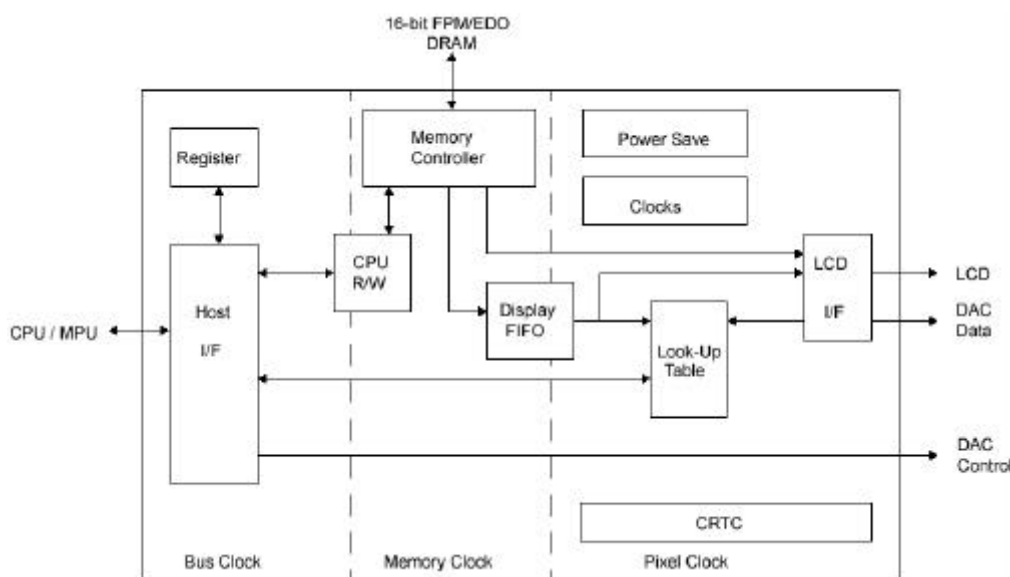 16-bit FPM/EDO
DRAM
Register
Memory
Controller
Power Save
Clocks
CPU
R/W
Host
I/F
Display
FIFO
LCD
I/F
Look-Up
Table
CPU / MPU
LCD
DAC
Data
DAC
Control
CRTC
Bus Clock
Memory Clock
Pixel Clock